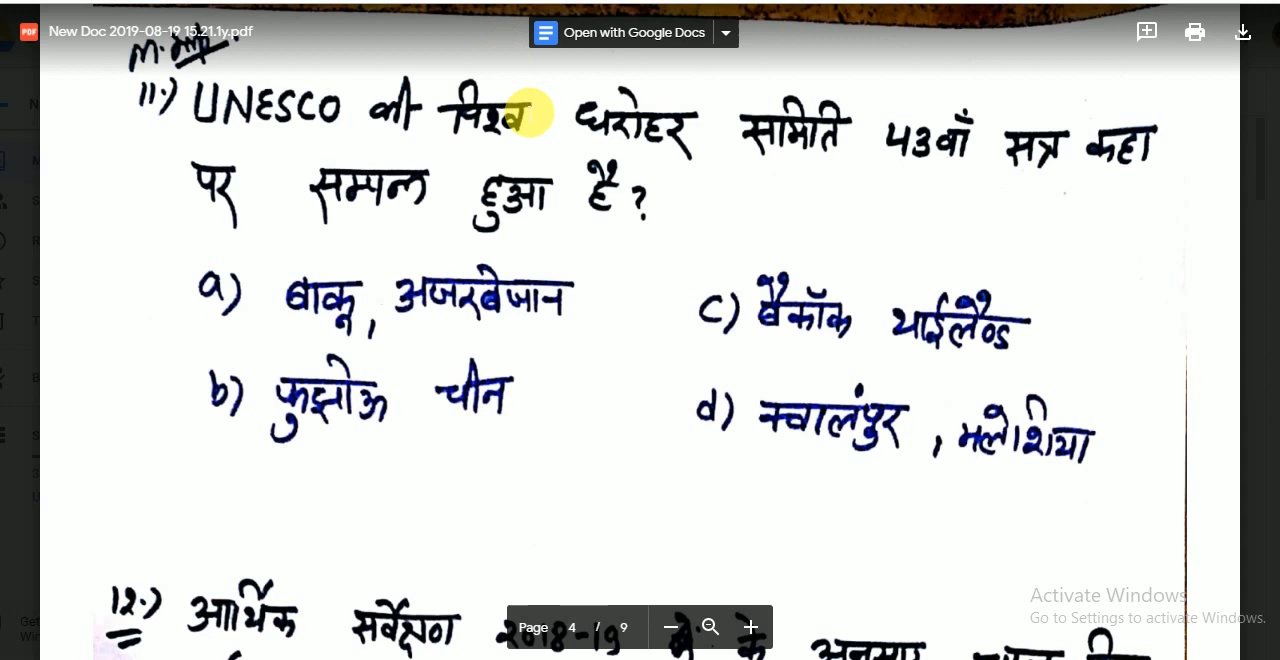 New Doc 2019-08-19 15.21.1y.pdf
Open with Google Docs
11.) UNESCO की विश्व धरोहर समिति 43वाँ सत्र कहा
पर सम्पन्न हुआ है?
a) बाकू, अजरबेजान
c) बैकॉक थाईलैण्ड
b) फुझोऊ चीन
d) क्वालंपुर, मलेशिया
12.) आर्थिक सर्वेक्षण 2018-19 के अनुसार
Page 4 / 9
Activate Windows
Go to Settings to activate Windows.